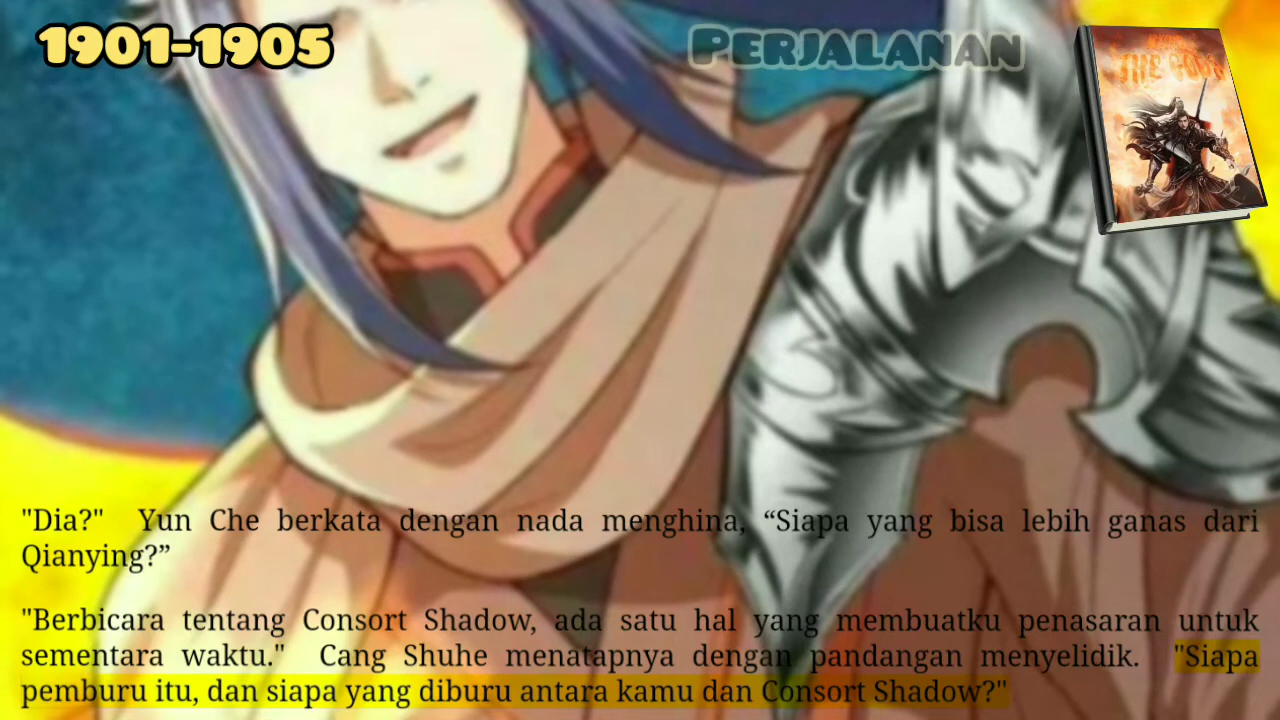 1901-1905
PERJALANAN
"Dia?" Yun Che berkata dengan nada menghina, “Siapa yang bisa lebih ganas dari
Qianying?”
"Berbicara tentang Consort Shadow, ada satu hal yang membuatku penasaran untuk
sementara waktu." Cang Shuhe menatapnya dengan pandangan menyelidik. "Siapa
pemburu itu, dan siapa yang diburu antara kamu dan Consort Shadow?"